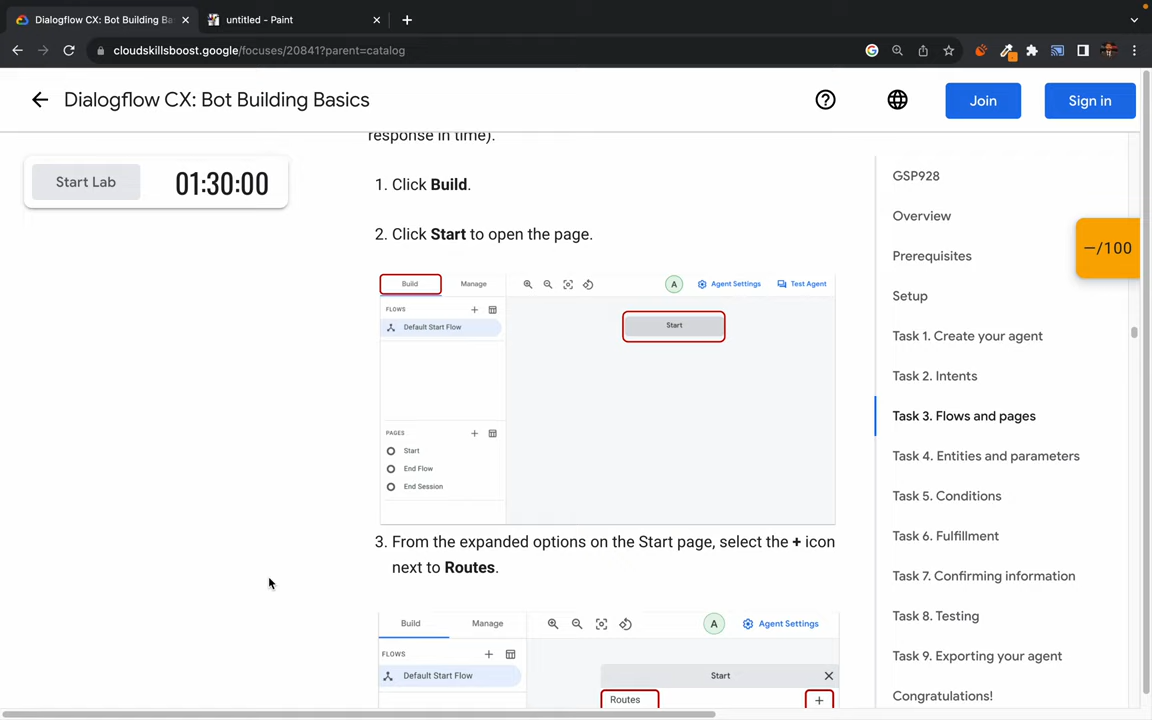 Dialogflow CX: Bot Building Ba
untitled - Paint
cloudskillsboost.google/focuses/20841?parent=catalog
Dialogflow CX: Bot Building Basics
Join
Sign in
response in time).
Start Lab
01:30:00
1. Click Build.
2. Click Start to open the page.
Build
Manage
A
Agent Settings
Test Agent
FLOWS
Default Start Flow
Start
PAGES
Start
End Flow
End Session
3. From the expanded options on the Start page, select the + icon
next to Routes.
Build
Manage
A
Agent Settings
FLOWS
Default Start Flow
Start
Routes
GSP928
Overview
—/100
Prerequisites
Setup
Task 1. Create your agent
Task 2. Intents
Task 3. Flows and pages
Task 4. Entities and parameters
Task 5. Conditions
Task 6. Fulfillment
Task 7. Confirming information
Task 8. Testing
Task 9. Exporting your agent
Congratulations!